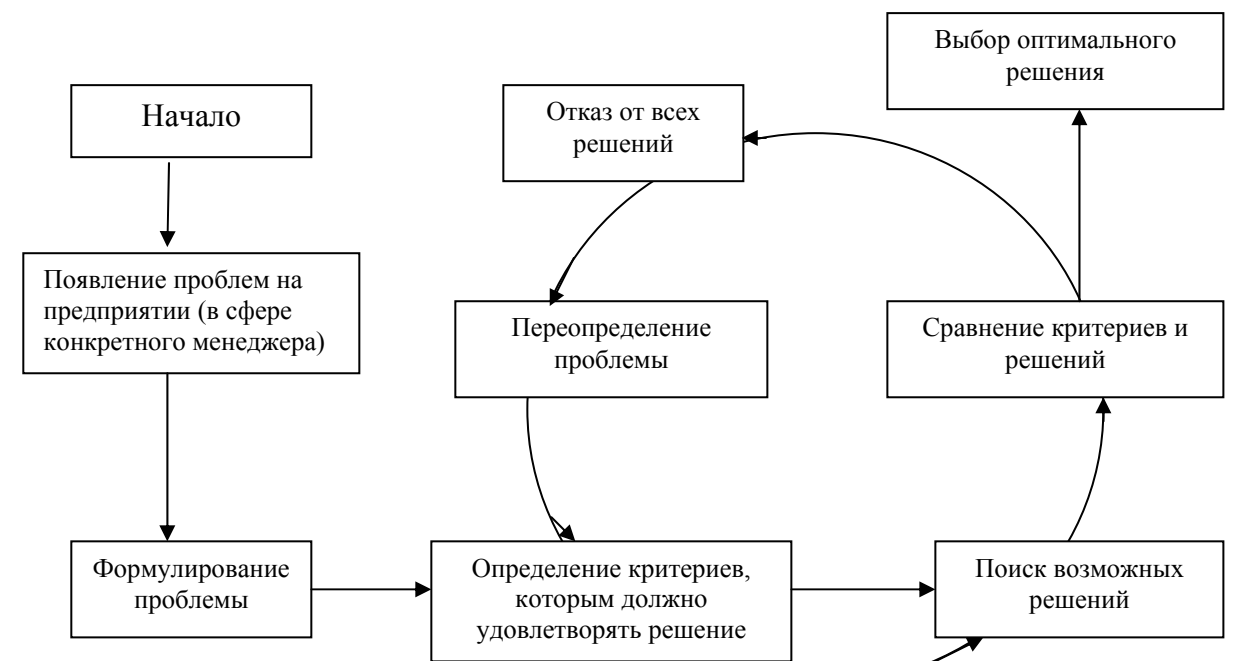 Начало
Появление проблем на
предприятии (в сфере
конкретного менеджера)
Формулирование
проблемы
Определение критериев,
которым должно
удовлетворять решение
Поиск возможных
решений
Сравнение критериев и
решений
Выбор оптимального
решения
Отказ от всех
решений
Переопределение
проблемы